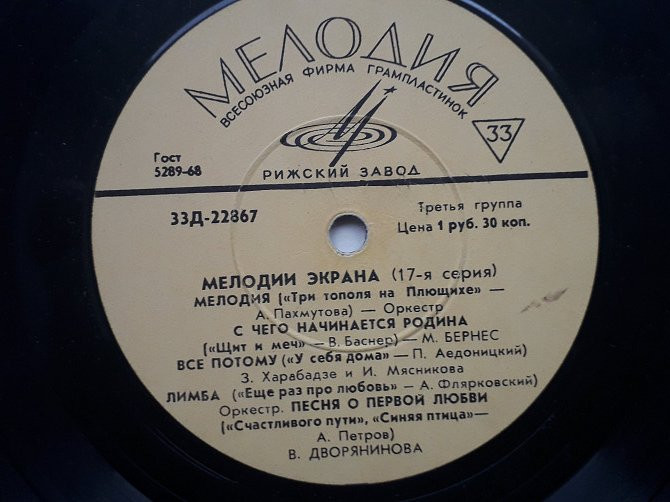 МЕЛОДИЯ
ВСЕСОЮЗНАЯ ФИРМА ГРАМПЛАСТИНОК
33
Гост
5289-68
РИЖСКИЙ ЗАВОД
33Д-22867
Третья группа
Цена 1 руб. 30 коп.
МЕЛОДИИ ЭКРАНА (17-я серия)
МЕЛОДИЯ («Три тополя на Плющихе» —
А. Пахмутова) — Оркестр
С ЧЕГО НАЧИНАЕТСЯ РОДИНА
(«Щит и меч» — В. Баснер) — М. БЕРНЕС
ВСЕ ПОТОМУ («У себя дома» — П. Аедоницкий)
З. Харабадзе и И. Мясникова
ЛИМБА («Еще раз про любовь» — А. Флярковский)
Оркестр. ПЕСНЯ О ПЕРВОЙ ЛЮБВИ
(«Счастливого пути», «Синяя птица»—
А. Петров)
В. ДВОРЯНИНОВА